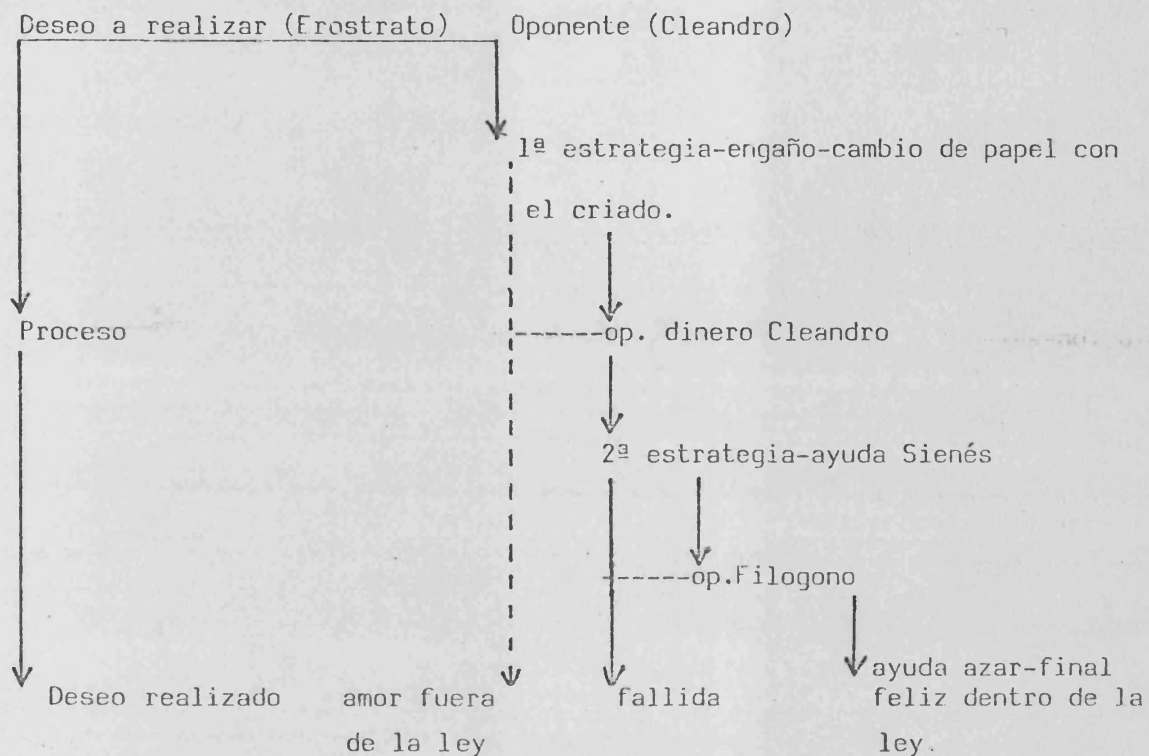 Deseo a realizar (Erostrato) Oponente (Cleandro)
1ª estrategia-engaño-cambio de papel con
el criado.
Proceso ------op. dinero Cleandro
2ª estrategia-ayuda Sienés
------op.Filogono
ayuda azar-final
Deseo realizado amor fuera fallida feliz dentro de la
de la ley ley.